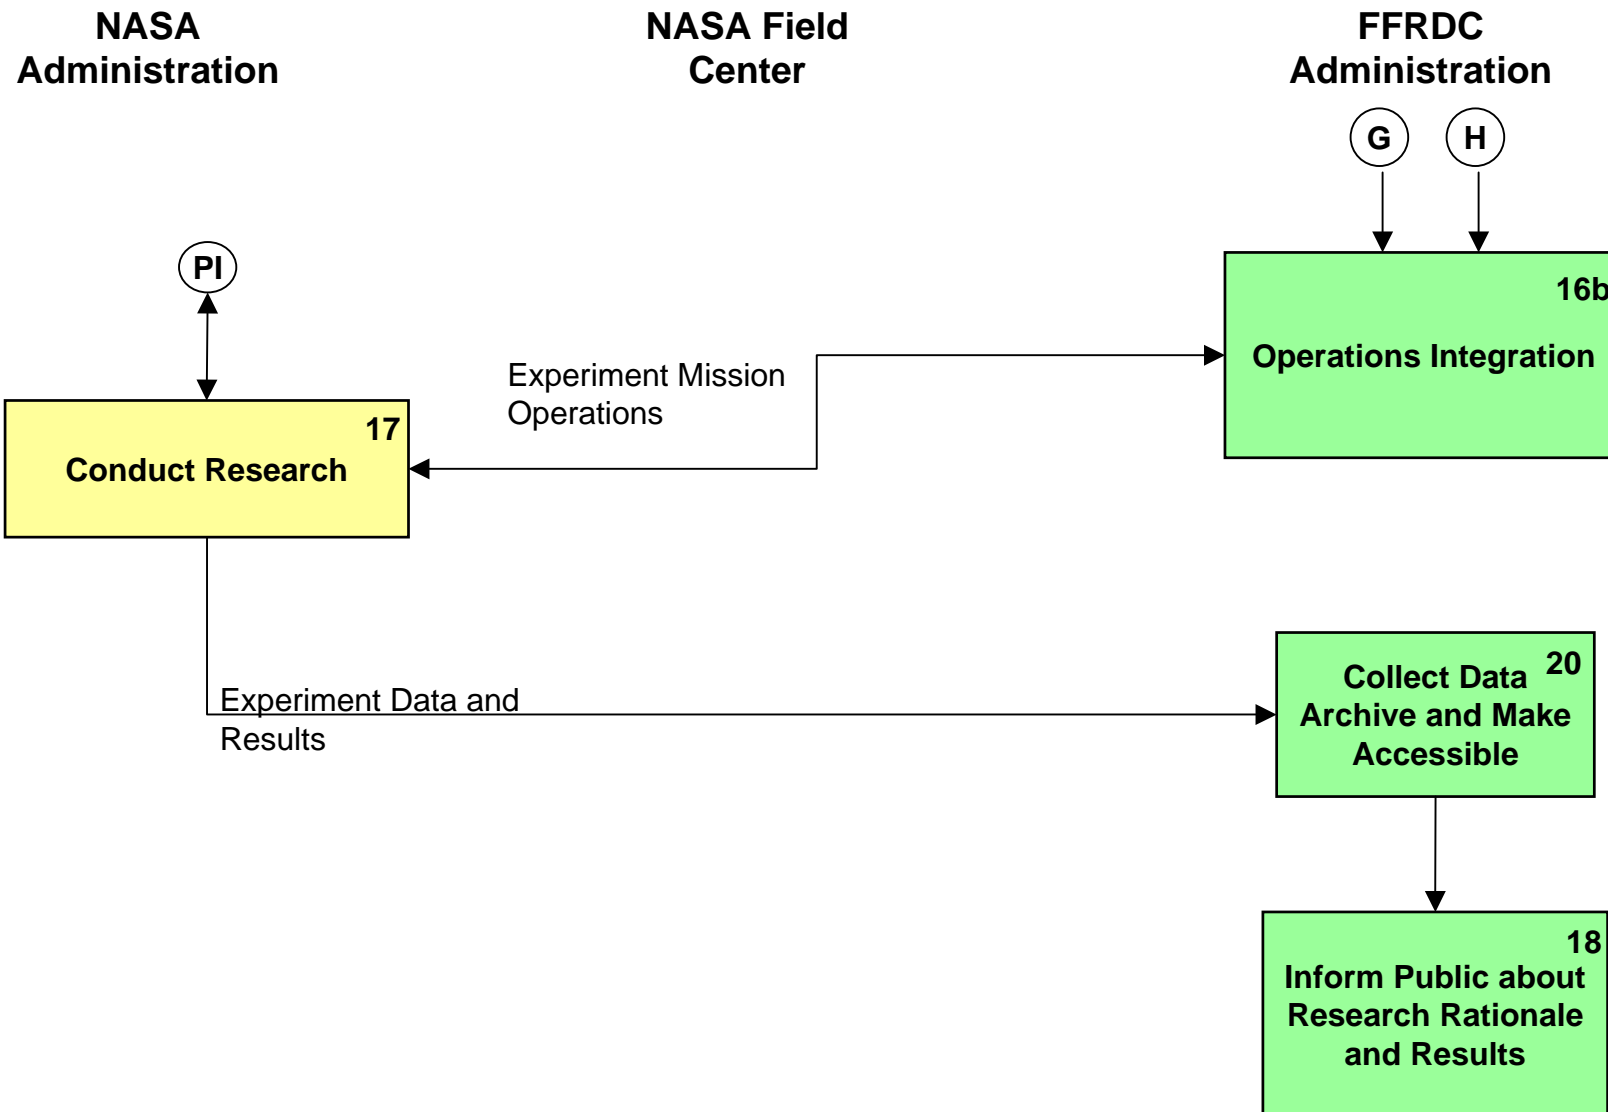 NASA
Administration
NASA Field
Center
FFRDC
Administration
G
H
PI
16b
Operations Integration
Experiment Mission
Operations
17
Conduct Research
20
Collect Data
Archive and Make
Accessible
Experiment Data and
Results
18
Inform Public about
Research Rationale
and Results